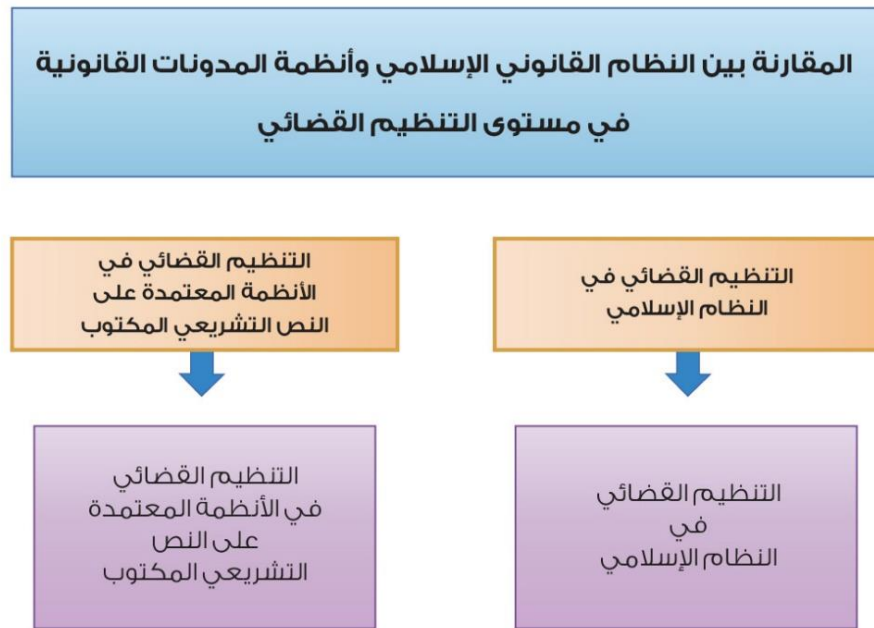 المقارنة بين النظام القانوني الإسلامي وأنظمة المدونات القانونية
في مستوى التنظيم القضائي
التنظيم القضائي في
النظام الإسلامي
التنظيم القضائي في
الأنظمة المعتمدة على
النص التشريعي المكتوب
التنظيم القضائي
في
النظام الإسلامي
التنظيم القضائي
في الأنظمة المعتمدة
على النص
التشريعي المكتوب